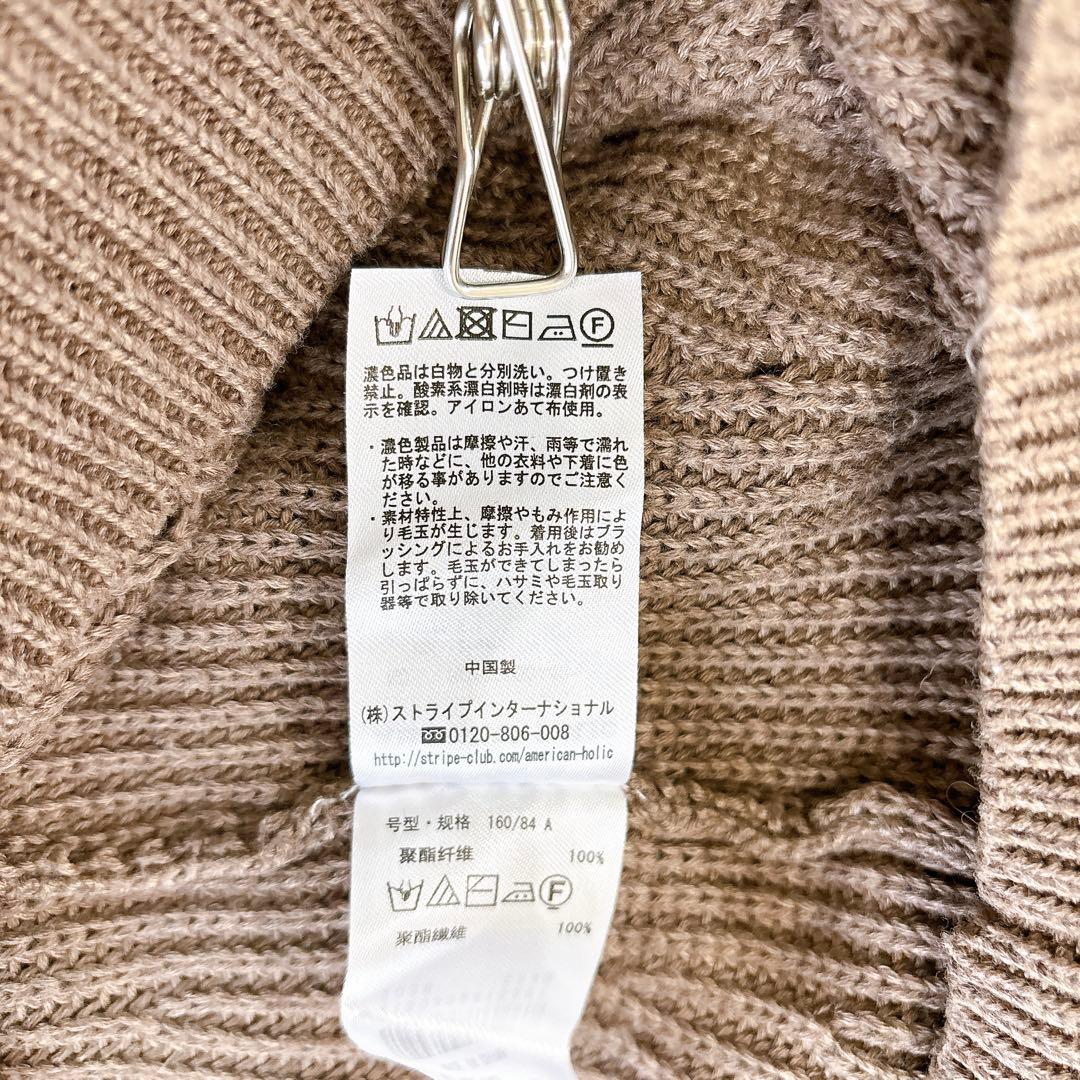 F
濃色品は白物と分別洗い。つけ置き
禁止。酸素系漂白剤時は漂白剤の表
示を確認。アイロンあて布使用。
・濃色製品は摩擦や汗、雨等で濡れ
た時などに、他の衣料や下着に色
が移る事がありますのでご注意く
ださい。
・素材特性上、摩擦やもみ作用によ
り毛玉が生じます。着用後はブラ
ッシングによるお手入れをお勧め
します。毛玉ができてしまったら
引っぱらずに、ハサミや毛玉取り
器等で取り除いてください。
中国製
(株)ストライプインターナショナル
0120-806-008
http://stripe-club.com/american-holic
号型・规格 160/84 A
聚酯纤维 100%
F
聚酯纖維 100%